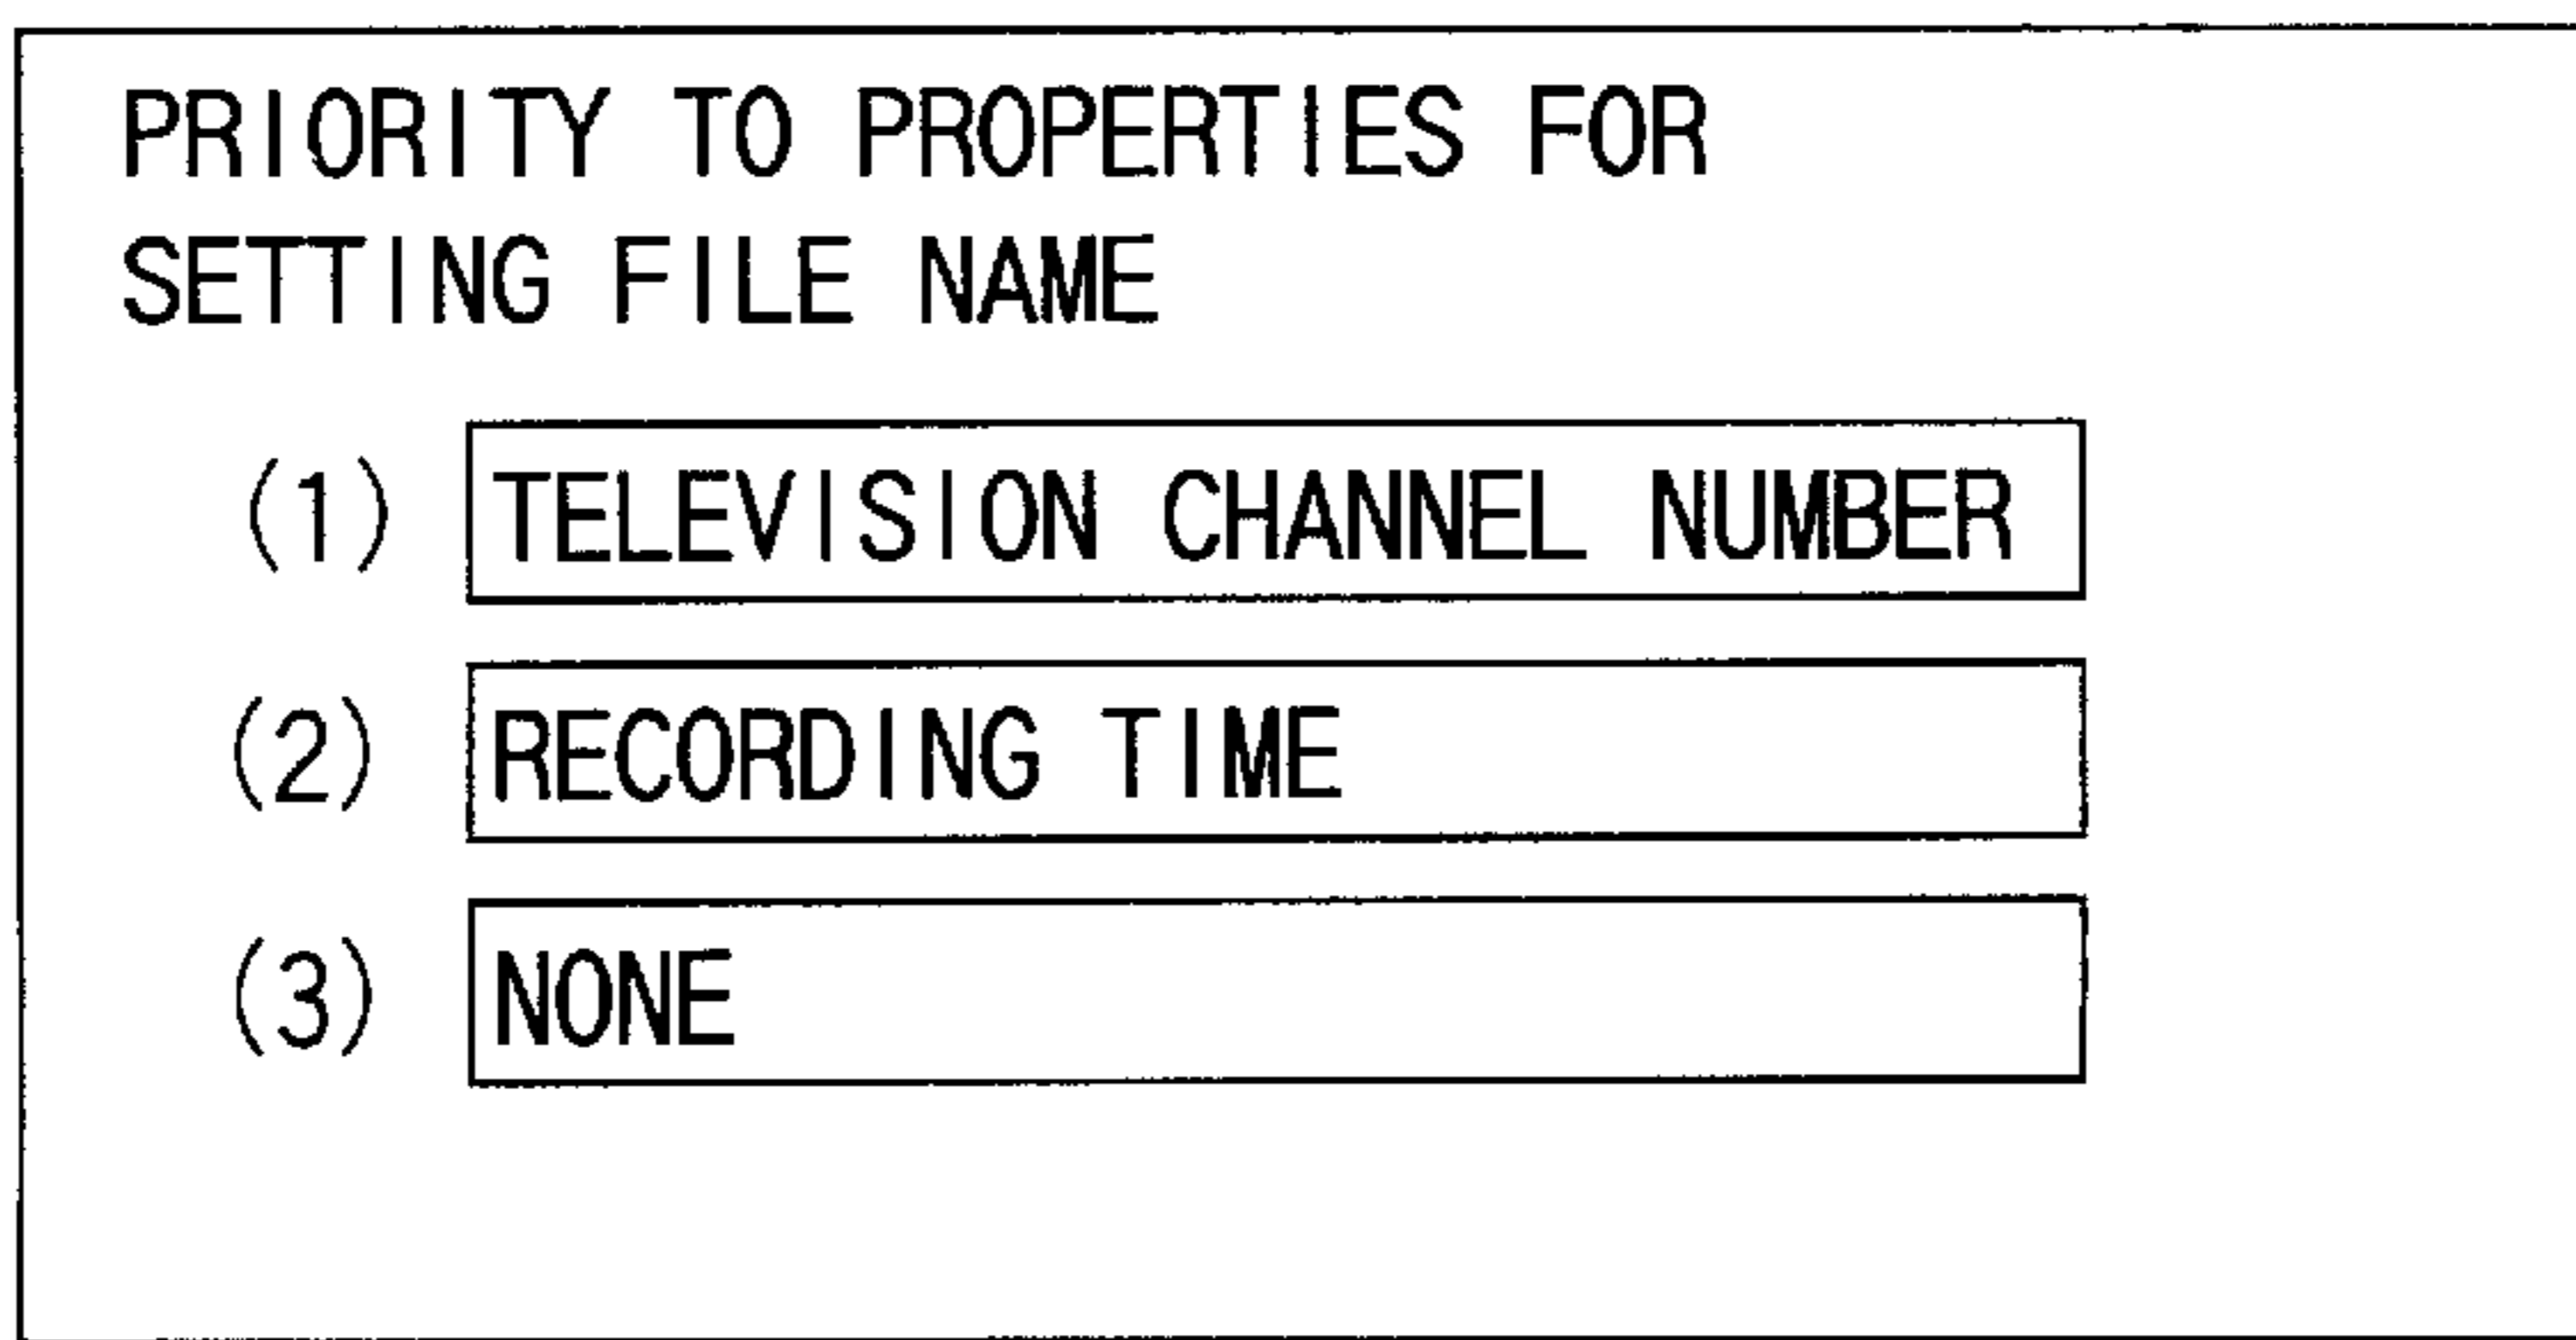 PRIORITY TO PROPERTIES FOR
SETTING FILE NAME
(1) TELEVISION CHANNEL NUMBER
(2) RECORDING TIME
(3) NONE